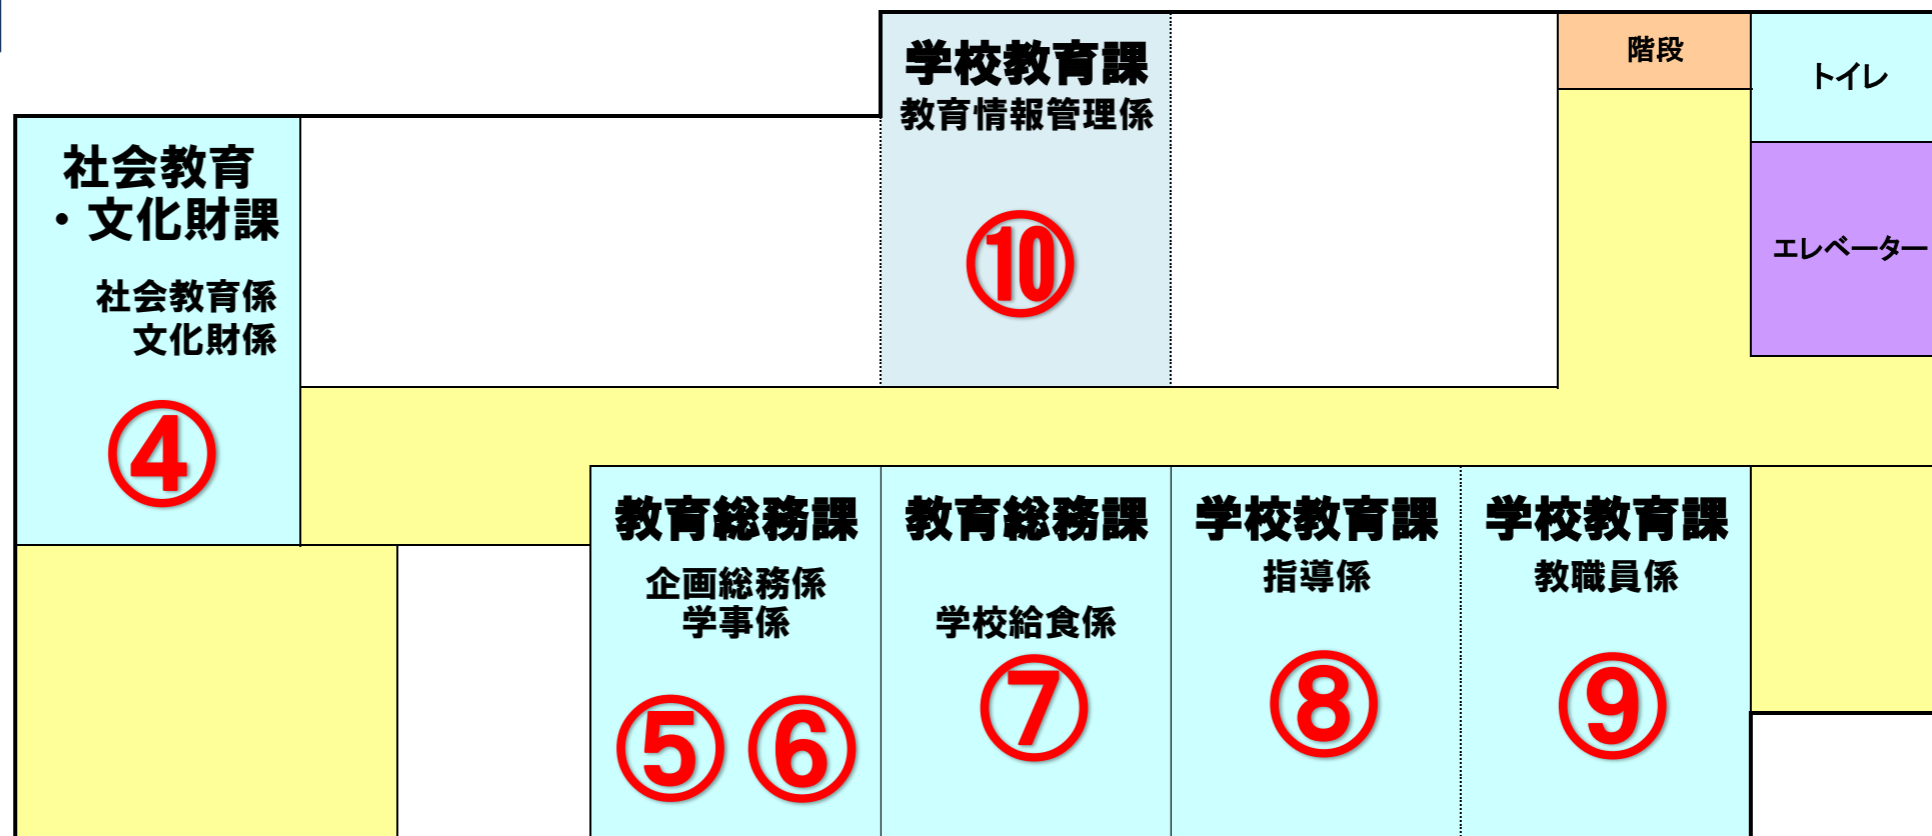 学校教育課
教育情報管理係
⑩
階段
トイレ
エレベーター
社会教育
・文化財課
社会教育係
文化財係
④
教育総務課
企画総務係
学事係
⑤ ⑥
教育総務課
学校給食係
⑦
学校教育課
指導係
⑧
学校教育課
教職員係
⑨